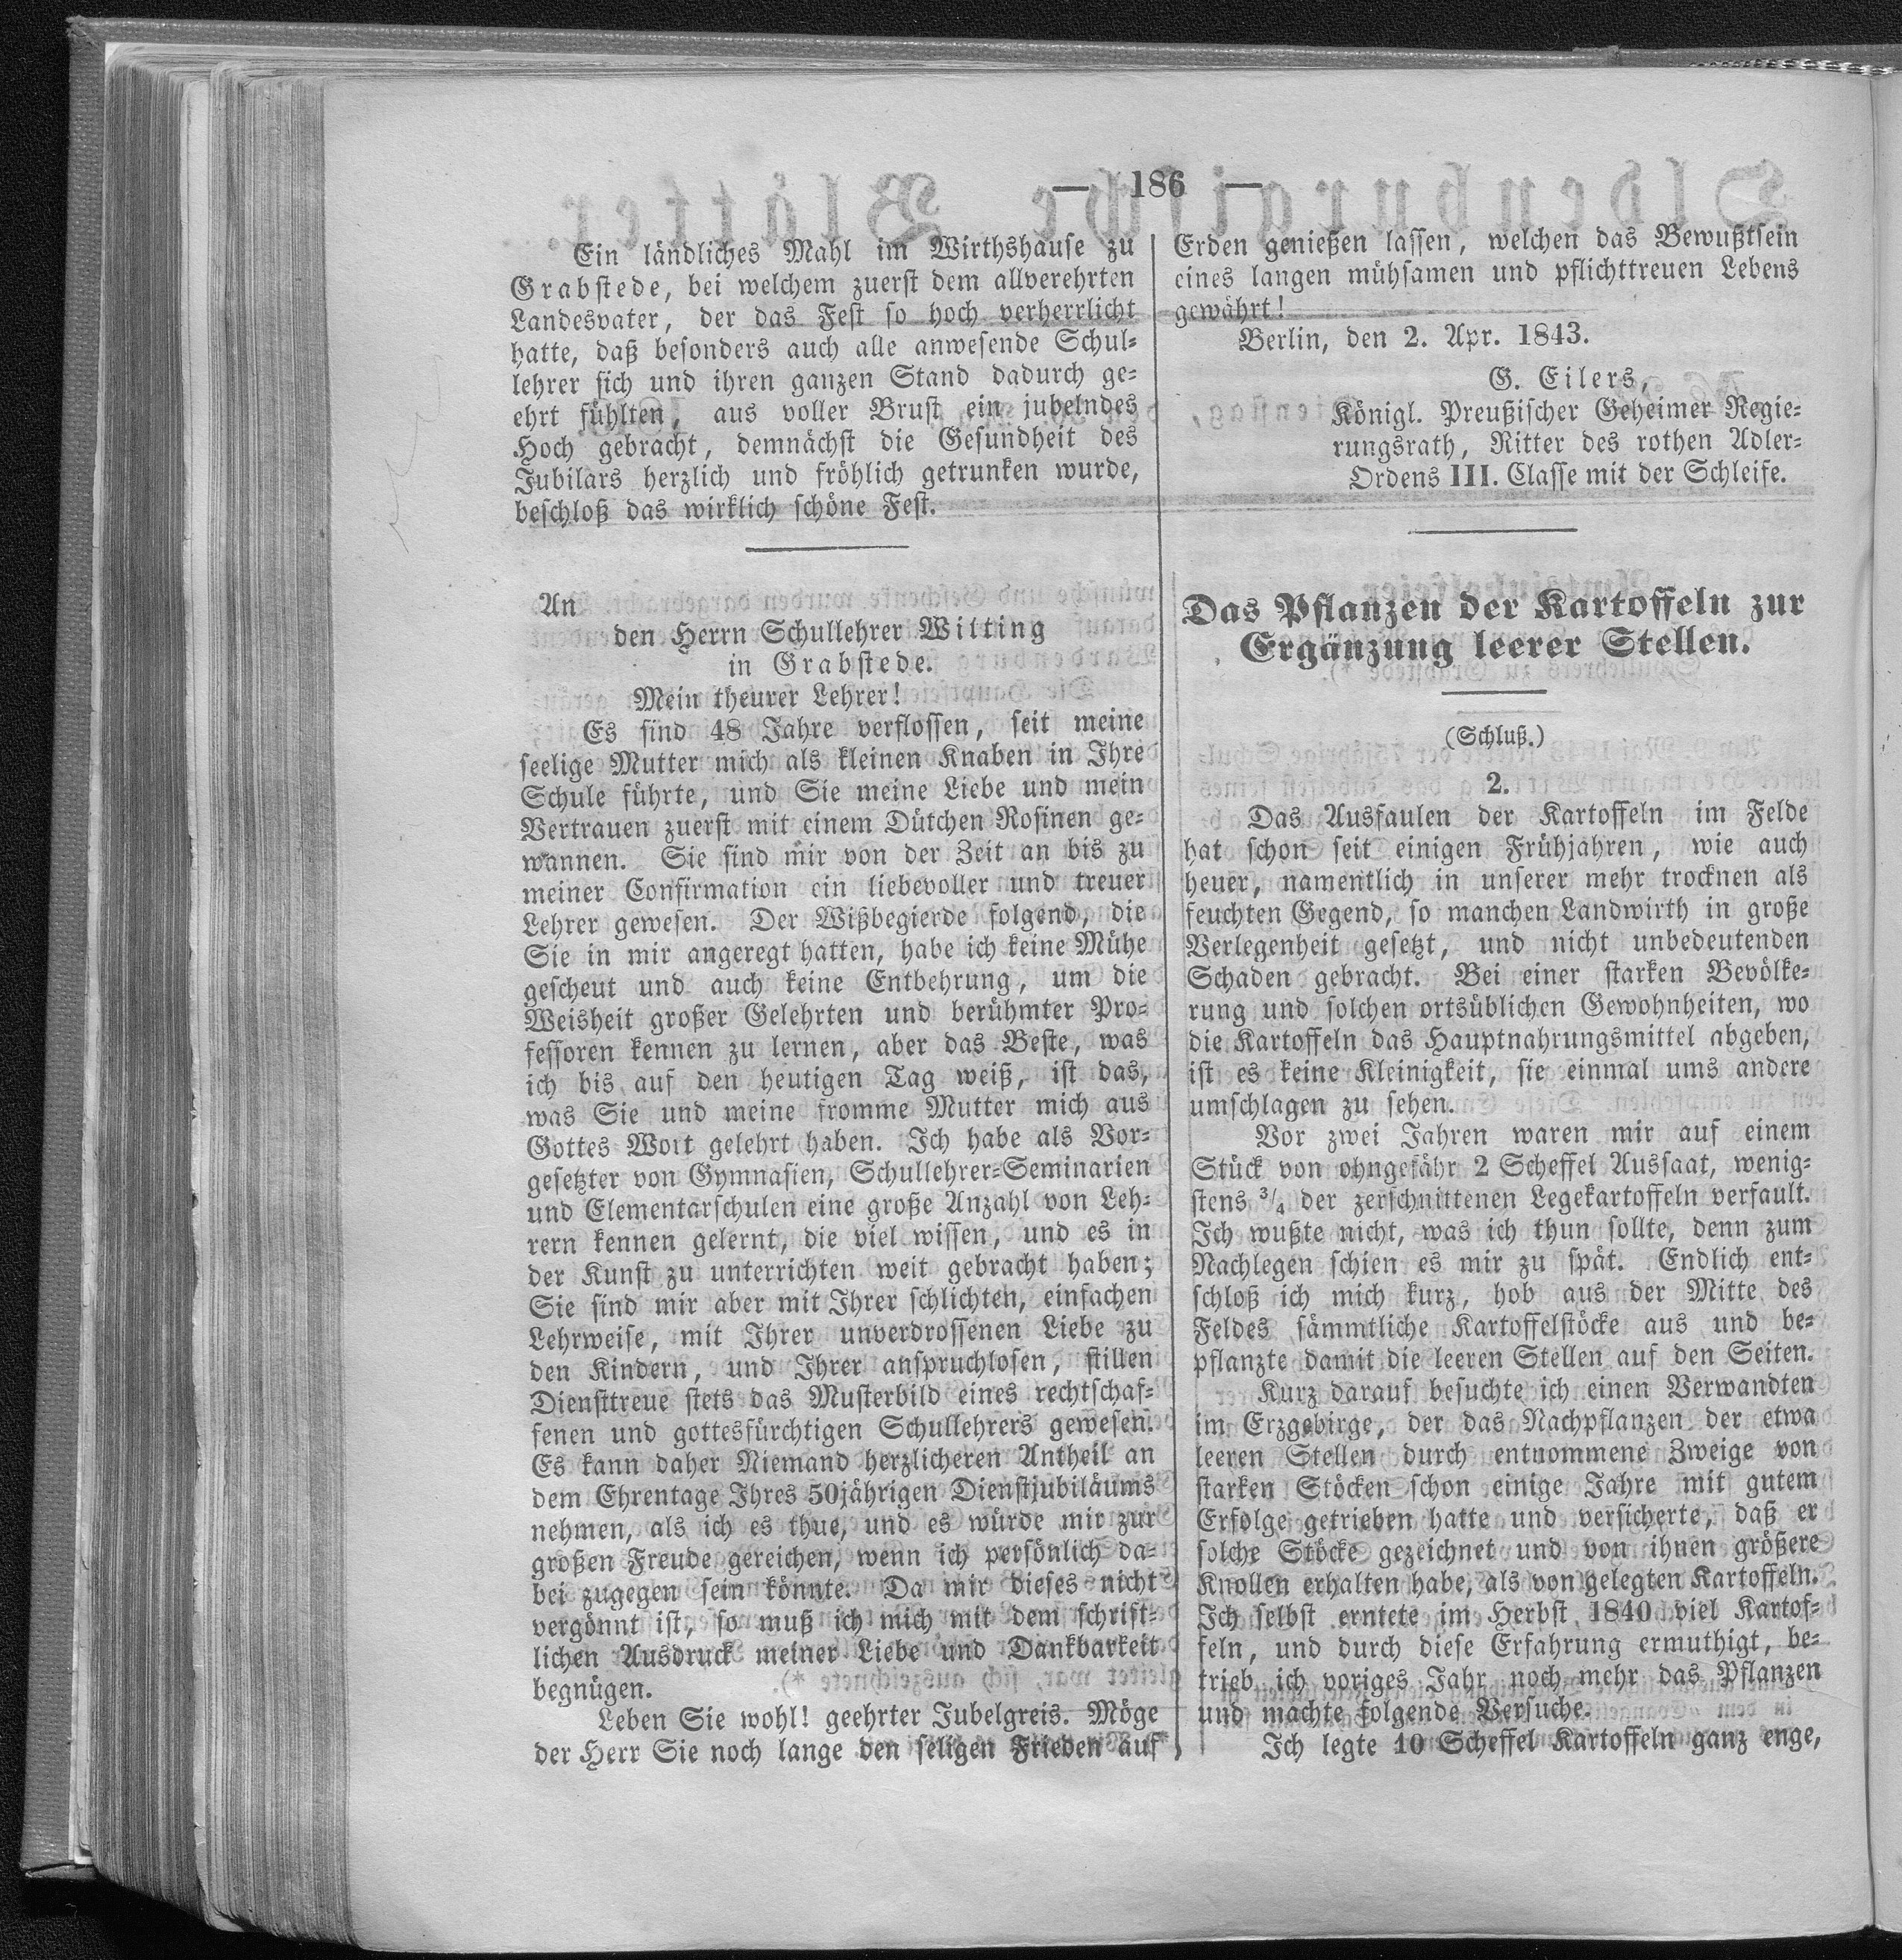 — 186 —
Ein ländliches Mahl im Wirthshause zu
Grabstede, bei welchem zuerst dem allverehrten
Landesvater, der das Fest so hoch verherrlicht
hatte, daß besonders auch alle anwesende Schul-
lehrer sich und ihren ganzen Stand dadurch ge-
ehrt fühlten, aus voller Brust ein jubelndes
Hoch gebracht, demnächst die Gesundheit des
Jubilars herzlich und fröhlich getrunken wurde,
beschloß das wirklich schöne Fest.
An
den Herrn Schullehrer Wilting
in Grabstede.
Mein theurer Lehrer!
Es sind 48 Jahre verflossen, seit meine
seelige Mutter mich als kleinen Knaben in Ihre
Schule führte, und Sie meine Liebe und mein
Vertrauen zuerst mit einem Dütchen Rosinen ge-
wannen. Sie sind mir von der Zeit an bis zu
meiner Confirmation ein liebevoller und treuer
Lehrer gewesen. Der Wißbegierde folgend, die
Sie in mir angeregt hatten, habe ich keine Mühe
gescheut und auch keine Entbehrung, um die
Weisheit großer Gelehrten und berühmter Pro-
fessoren kennen zu lernen, aber das Beste, was
ich bis auf den heutigen Tag weiß, ist das,
was Sie und meine fromme Mutter mich aus
Gottes Wort gelehrt haben. Ich habe als Vor-
gesetzter von Gymnasien, Schullehrer-Seminarien
und Elementarschulen eine große Anzahl von Leh-
rern kennen gelernt, die viel wissen, und es in
der Kunst zu unterrichten weit gebracht haben;
Sie sind mir aber mit Ihrer schlichten, einfachen
Lehrweise, mit Ihrer unverdrossenen Liebe zu
den Kindern, und Ihrer anspruchlosen, stillen
Diensttreue stets das Musterbild eines rechtschaf-
fenen und gottesfürchtigen Schullehrers gewesen.
Es kann daher Niemand herzlicheren Antheil an
dem Ehrentage Ihres 50jährigen Dienstjubiläums
nehmen, als ich es thue, und es würde mir zur
großen Freude gereichen, wenn ich persönlich da-
bei zugegen sein könnte. Da mir dieses nicht
vergönnt ist, so muß ich mich mit dem schrift-
lichen Ausdruck meiner Liebe und Dankbarkeit
begnügen.
Leben Sie wohl! geehrter Jubelgreis. Möge
der Herr Sie noch lange den seligen Frieden auf
Erden genießen lassen, welchen das Bewußtsein
eines langen mühsamen und pflichttreuen Lebens
gewährt!
Berlin, den 2. Apr. 1843.
G. Eilers,
Königl. Preußischer Geheimer Regie-
rungsrath, Ritter des rothen Adler-
Ordens III. Classe mit der Schleife.
Das Pflanzen der Kartoffeln zur
Ergänzung leerer Stellen.
(Schluß.)
2.
Das Ausfaulen der Kartoffeln im Felde
hat schon seit einigen Frühjahren, wie auch
heuer, namentlich in unserer mehr trocknen als
feuchten Gegend, so manchen Landwirth in große
Verlegenheit gesetzt, und nicht unbedeutenden
Schaden gebracht. Bei einer starken Bevölke-
rung und solchen ortsüblichen Gewohnheiten, wo
die Kartoffeln das Hauptnahrungsmittel abgeben,
ist es keine Kleinigkeit, sie einmal ums andere
umschlagen zu sehen.
Vor zwei Jahren waren mir auf einem
Stück von ohngefähr 2 Scheffel Aussaat, wenig-
stens 3/4 der zerschnittenen Legekartoffeln verfault.
Ich wußte nicht, was ich thun sollte, denn zum
Nachlegen schien es mir zu spät. Endlich ent-
schloß ich mich kurz, hob aus der Mitte des
Feldes sämmtliche Kartoffelstöcke aus und be-
pflanzte damit die leeren Stellen auf den Seiten.
Kurz darauf besuchte ich einen Verwandten
im Erzgebirge, der das Nachpflanzen der etwa
leeren Stellen durch entnommene Zweige von
starken Stöcken schon einige Jahre mit gutem
Erfolge getrieben hatte und versicherte, daß er
solche Stöcke gezeichnet und von ihnen größere
Knollen erhalten habe, als von gelegten Kartoffeln.
Ich selbst erntete im Herbst 1840 viel Kartof-
feln, und durch diese Erfahrung ermuthigt, be-
trieb ich voriges Jahr noch mehr das Pflanzen
und machte folgende Versuche.
Ich legte 10 Scheffel Kartoffeln ganz enge,